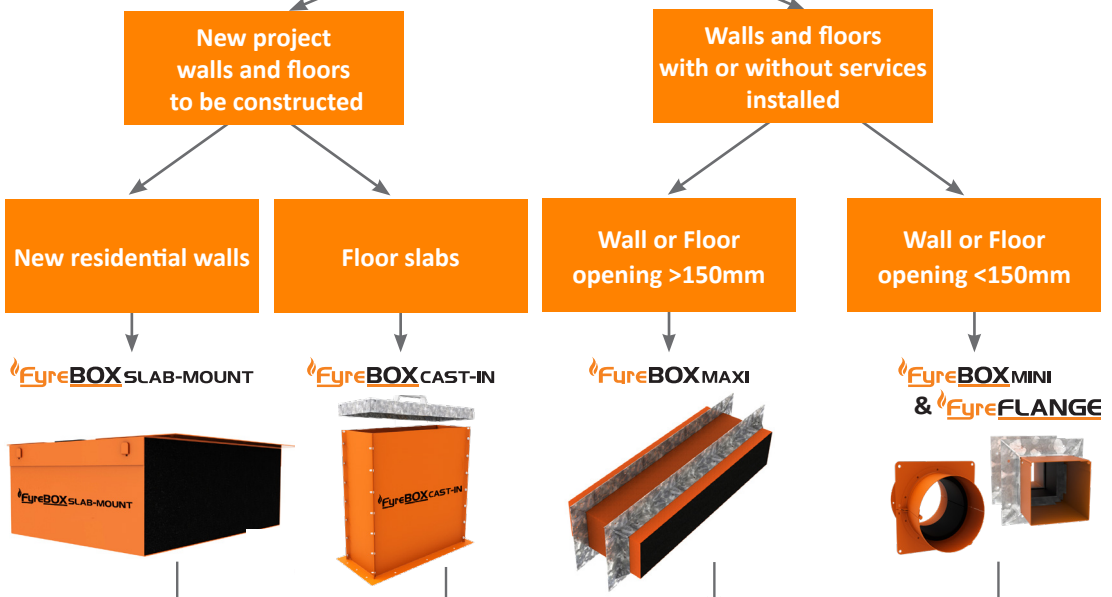 New project
walls and floors
to be constructed
Walls and floors
with or without services
installed
New residential walls
Floor slabs
Wall or Floor
opening >150mm
Wall or Floor
opening <150mm
FyreBOX SLAB-MOUNT
FyreBOX CAST-IN
FyreBOX MAXI
FyreBOX MINI
& FyreFLANGE
FyreBOX SLAB-MOUNT
FyreBOX CAST-IN